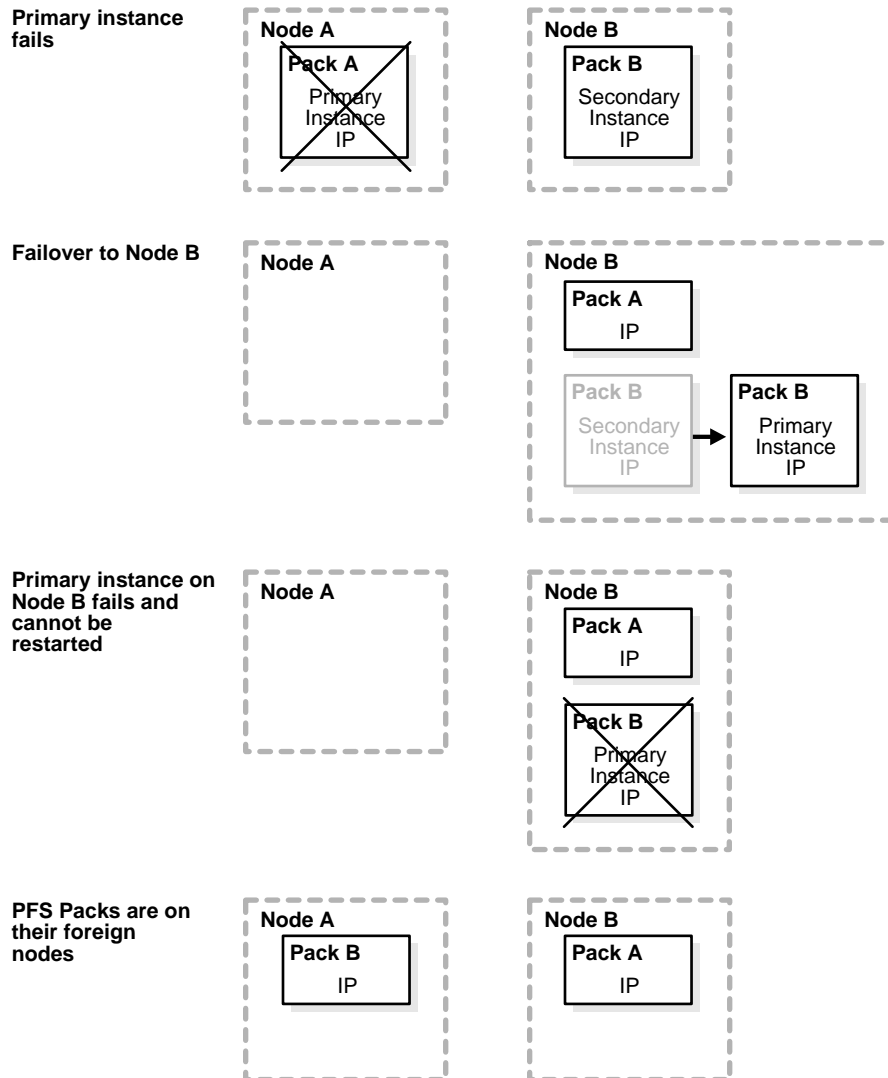 Primary instance
fails
Node A
Pack A
Primary
Instance
IP
Node B
Pack B
Secondary
Instance
IP
Failover to Node B
Node A
Node B
Pack A
IP
Pack B
Secondary
Instance
IP
Pack B
Primary
Instance
IP
Primary instance on
Node B fails and
cannot be
restarted
Node A
Node B
Pack A
IP
Pack B
Primary
Instance
IP
PFS Packs are on
their foreign
nodes
Node A
Pack B
IP
Node B
Pack A
IP